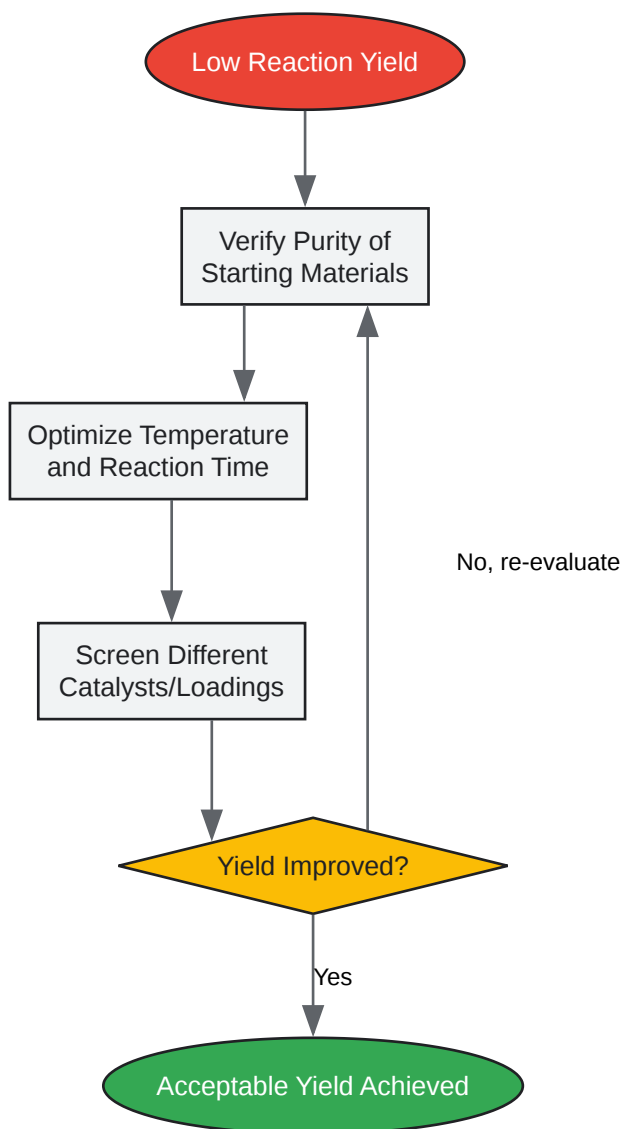 Low Reaction Yield
Verify Purity of
Starting Materials
Optimize Temperature
and Reaction Time
No, re-evaluate
Screen Different
Catalysts/Loadings
Yield Improved?
Yes
Acceptable Yield Achieved